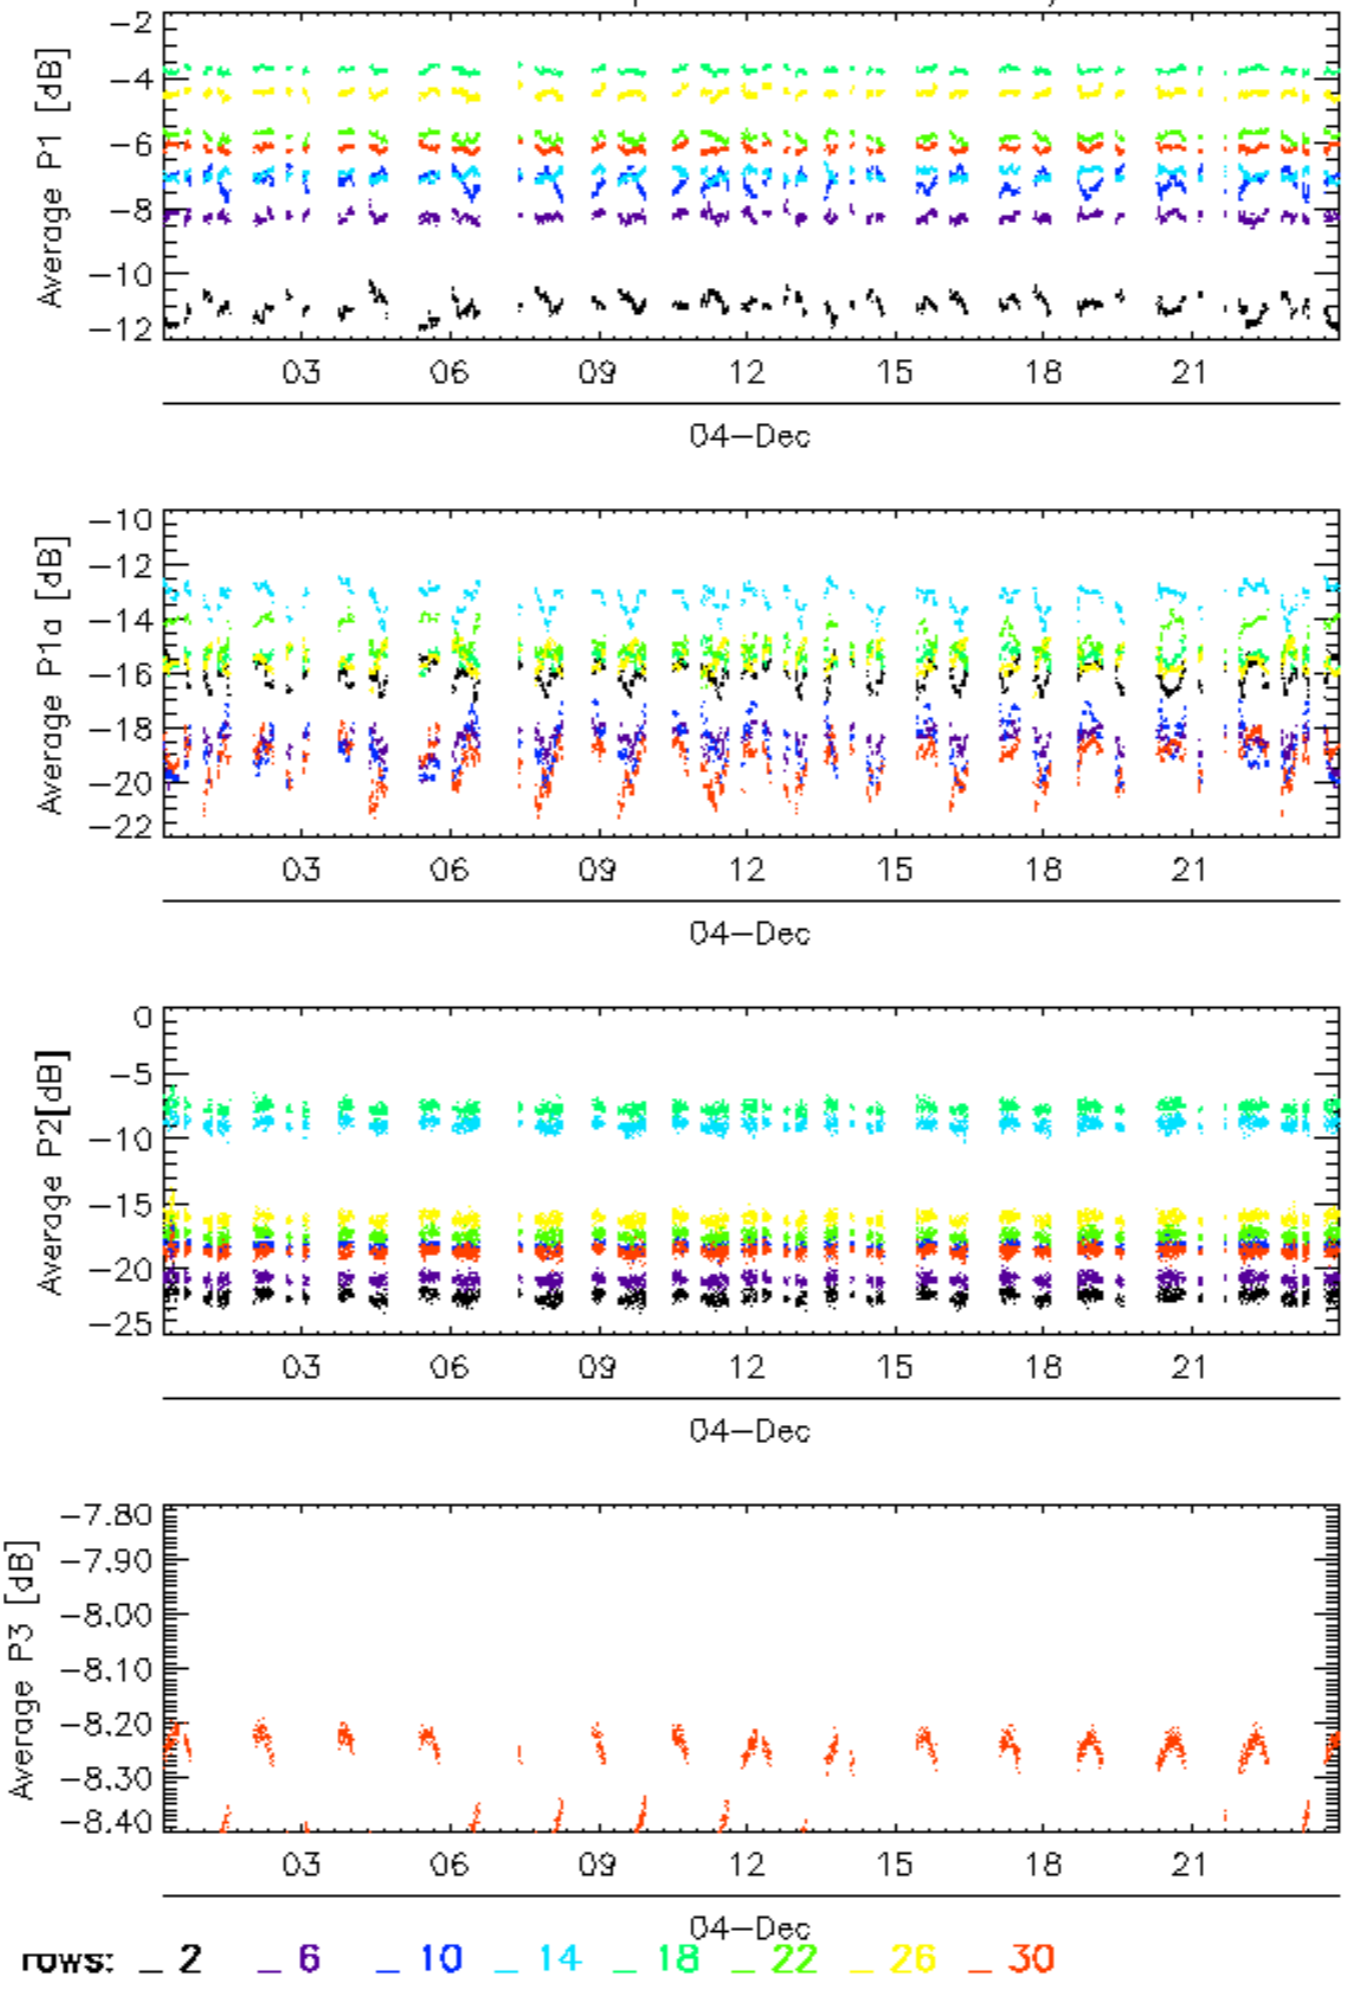 Average P1 [dB]
-2
-4
-6
-8
-10
-12
03 06 09 12 15 18 21
04-Dec
Average P1a [dB]
-10
-12
-14
-16
-18
-20
-22
03 06 09 12 15 18 21
04-Dec
Average P2[dB]
0
-5
-10
-15
-20
-25
03 06 09 12 15 18 21
04-Dec
Average P3 [dB]
-7.80
-7.90
-8.00
-8.10
-8.20
-8.30
-8.40
03 06 09 12 15 18 21
04-Dec
rows: _ 2 _ 6 _ 10 _ 14 _ 18 _ 22 _ 26 _ 30